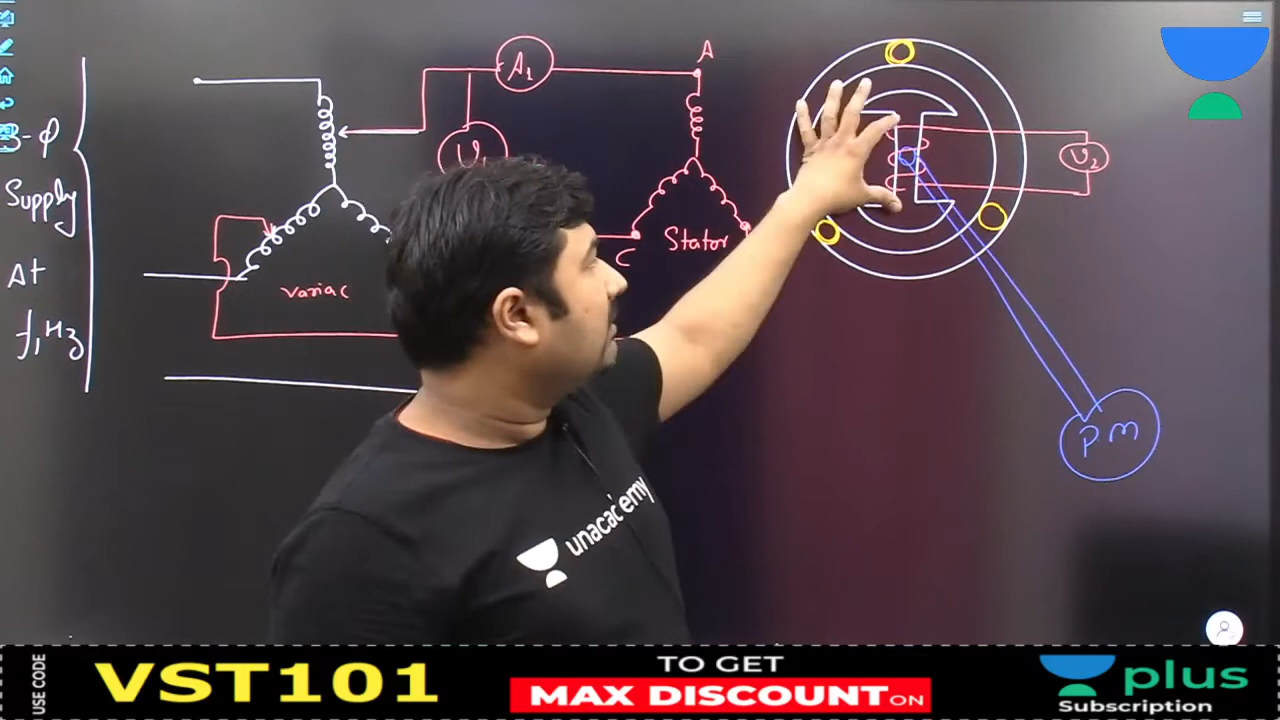 3-φ
Supply
At
f, Hz
Variac
A1
V1
A
C
Stator
V2
PM
unacademy
USE CODE
VST101
TO GET
MAX DISCOUNT ON
plus
Subscription